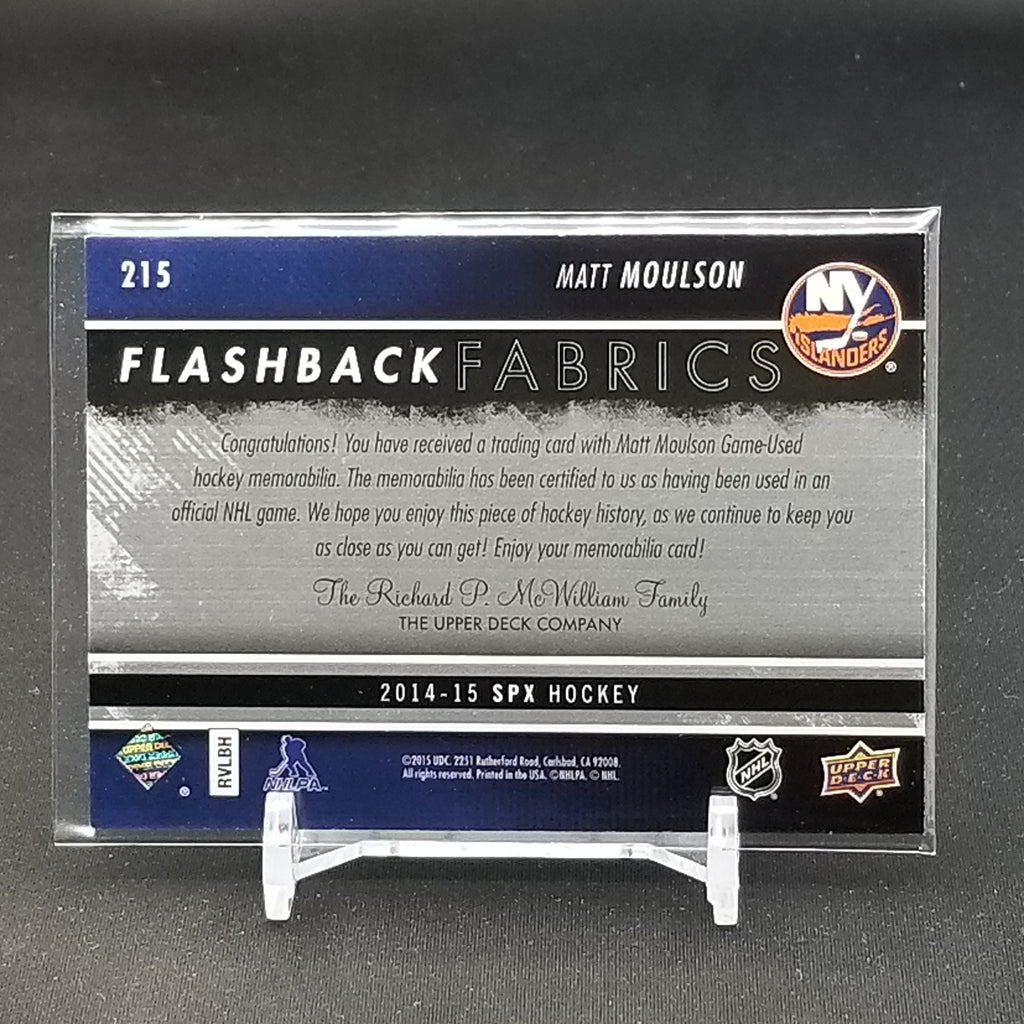 215
MATT MOULSON
NY
ISLANDERS
®
FLASHBACK FABRICS
Congratulations! You have received a trading card with Matt Moulson Game-Used
hockey memorabilia. The memorabilia has been certified to us as having been used in an
official NHL game. We hope you enjoy this piece of hockey history, as we continue to keep you
as close as you can get! Enjoy your memorabilia card!
The Richard P. McWilliam Family
THE UPPER DECK COMPANY
2014-15 SPX HOCKEY
UPPER DECK
RVLBH
NHLPA
©2015 UDC. 2251 Rutherford Road, Carlsbad, CA 92008.
All rights reserved. Printed in the USA. ©NHLPA. © NHL.
NHL
UPPER
DECK